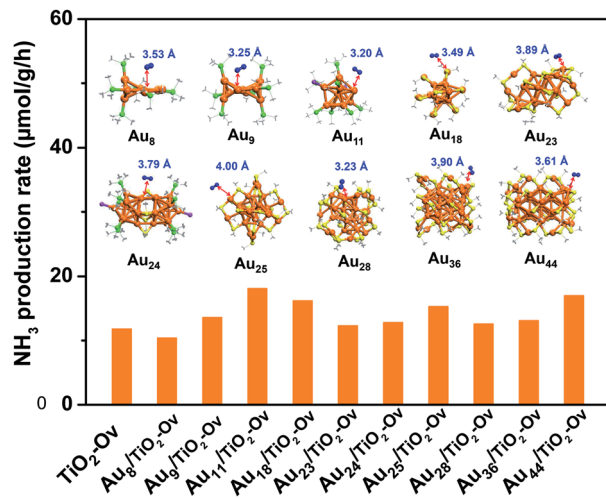 NH₃ production rate (μmol/g/h)
60
40
20
0
0
3.53 Å
3.25 Å
3.20 Å
3.49 Å
3.89 Å
Au₈
Au₉
Au₁₁
Au₁₈
Au₂₃
3.79 Å
4.00 Å
3.23 Å
3.90 Å
3.61 Å
Au₂₄
Au₂₅
Au₂₈
Au₃₆
Au₄₄
TiO₂-Ov
Au₈/TiO₂-Ov
Au₉/TiO₂-Ov
Au₁₁/TiO₂-Ov
Au₁₈/TiO₂-Ov
Au₂₃/TiO₂-Ov
Au₂₄/TiO₂-Ov
Au₂₅/TiO₂-Ov
Au₂₈/TiO₂-Ov
Au₃₆/TiO₂-Ov
Au₄₄/TiO₂-Ov